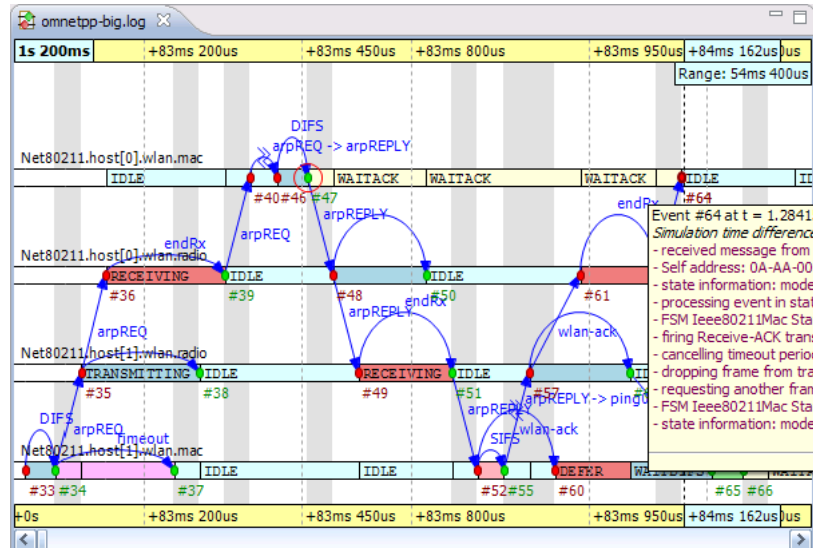 omnetpp-big.log
1s 200ms +83ms 200us +83ms 450us +83ms 800us +83ms 950us +84ms 162us 0us
Range: 54ms 400us
DIFS
arpREQ -> arpREPLY
Net80211.host[0].wlan.mac
IDLE WAITACK WAITACK WAITACK IDLE
#40 #46 #47 #64
arpREQ arpREPLY endRx
Net80211.host[0].wlan.radio
endRx
RECEIVING IDLE IDLE
#36 #39 #48 #50 #61
arpREQ arpREPLY endRx wlan-ack
Net80211.host[1].wlan.radio
TRANSMITTING IDLE RECEIVING IDLE
#35 #38 #49 #51 #57
DIFS arpREQ timeout arpREPLY arpREPLY-> SIFS wlan-ack
Net80211.host[1].wlan.mac
IDLE IDLE DEFER
#33 #34 #37 #52 #55 #60 #65 #66
+0s +83ms 200us +83ms 450us +83ms 800us +83ms 950us +84ms 162us 0us
Event #64 at t = 1.2841
Simulation time difference
- received message from
- Self address: 0A-AA-00
- state information: mode
- processing event in stat
- FSM Ieee80211Mac Sta
- firing Receive-ACK trans
- cancelling timeout perio
- dropping frame from tra
- requesting another fram
- FSM Ieee80211Mac Sta
- state information: mode